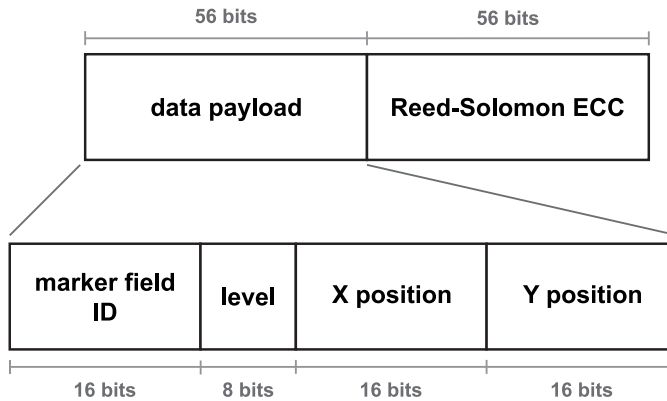 56 bits 56 bits
data payload Reed-Solomon ECC
marker field
ID level X position Y position
16 bits 8 bits 16 bits 16 bits